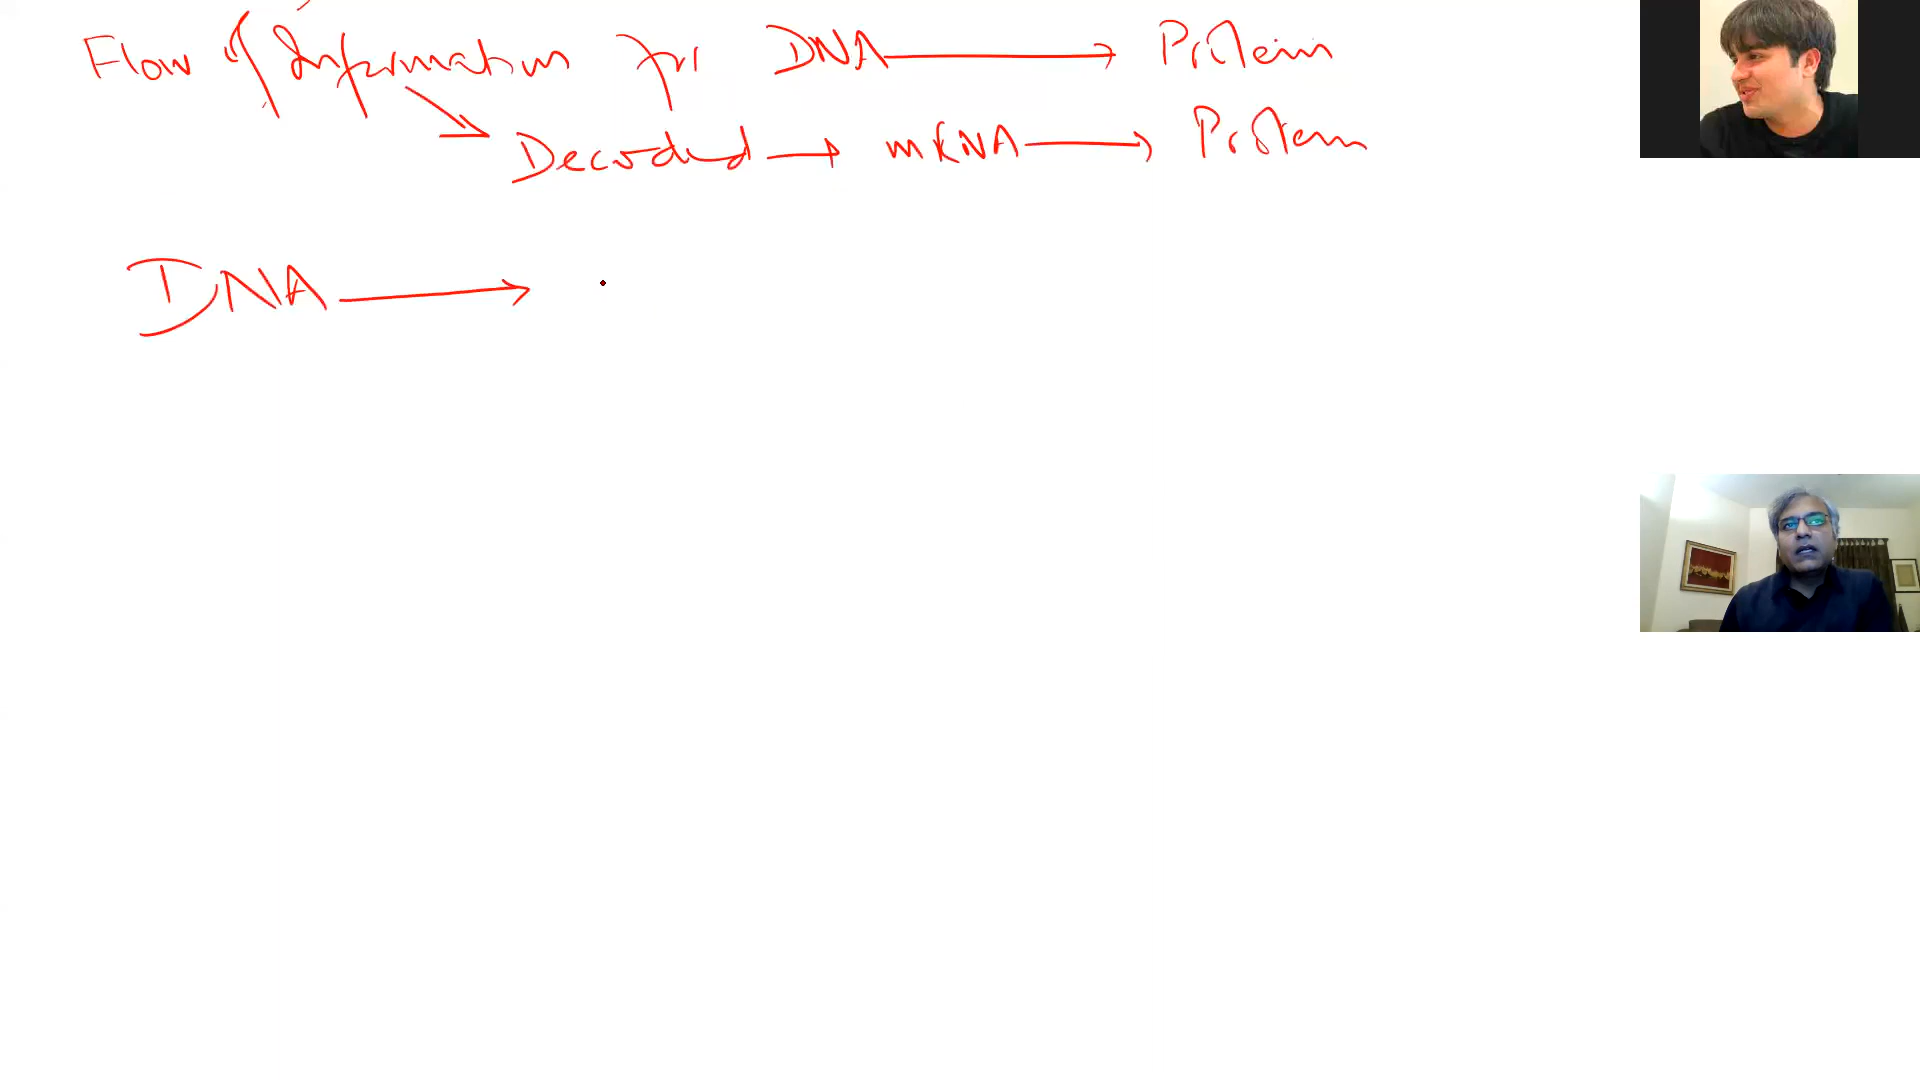 Flow of Information for DNA → Protein
Decoded → mRNA → Protein
DNA →